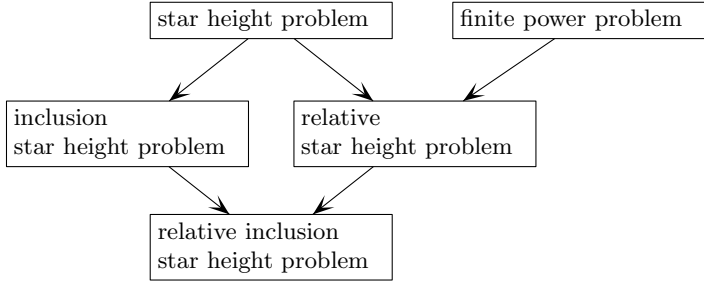 star height problem
finite power problem
inclusion
star height problem
relative
star height problem
relative inclusion
star height problem